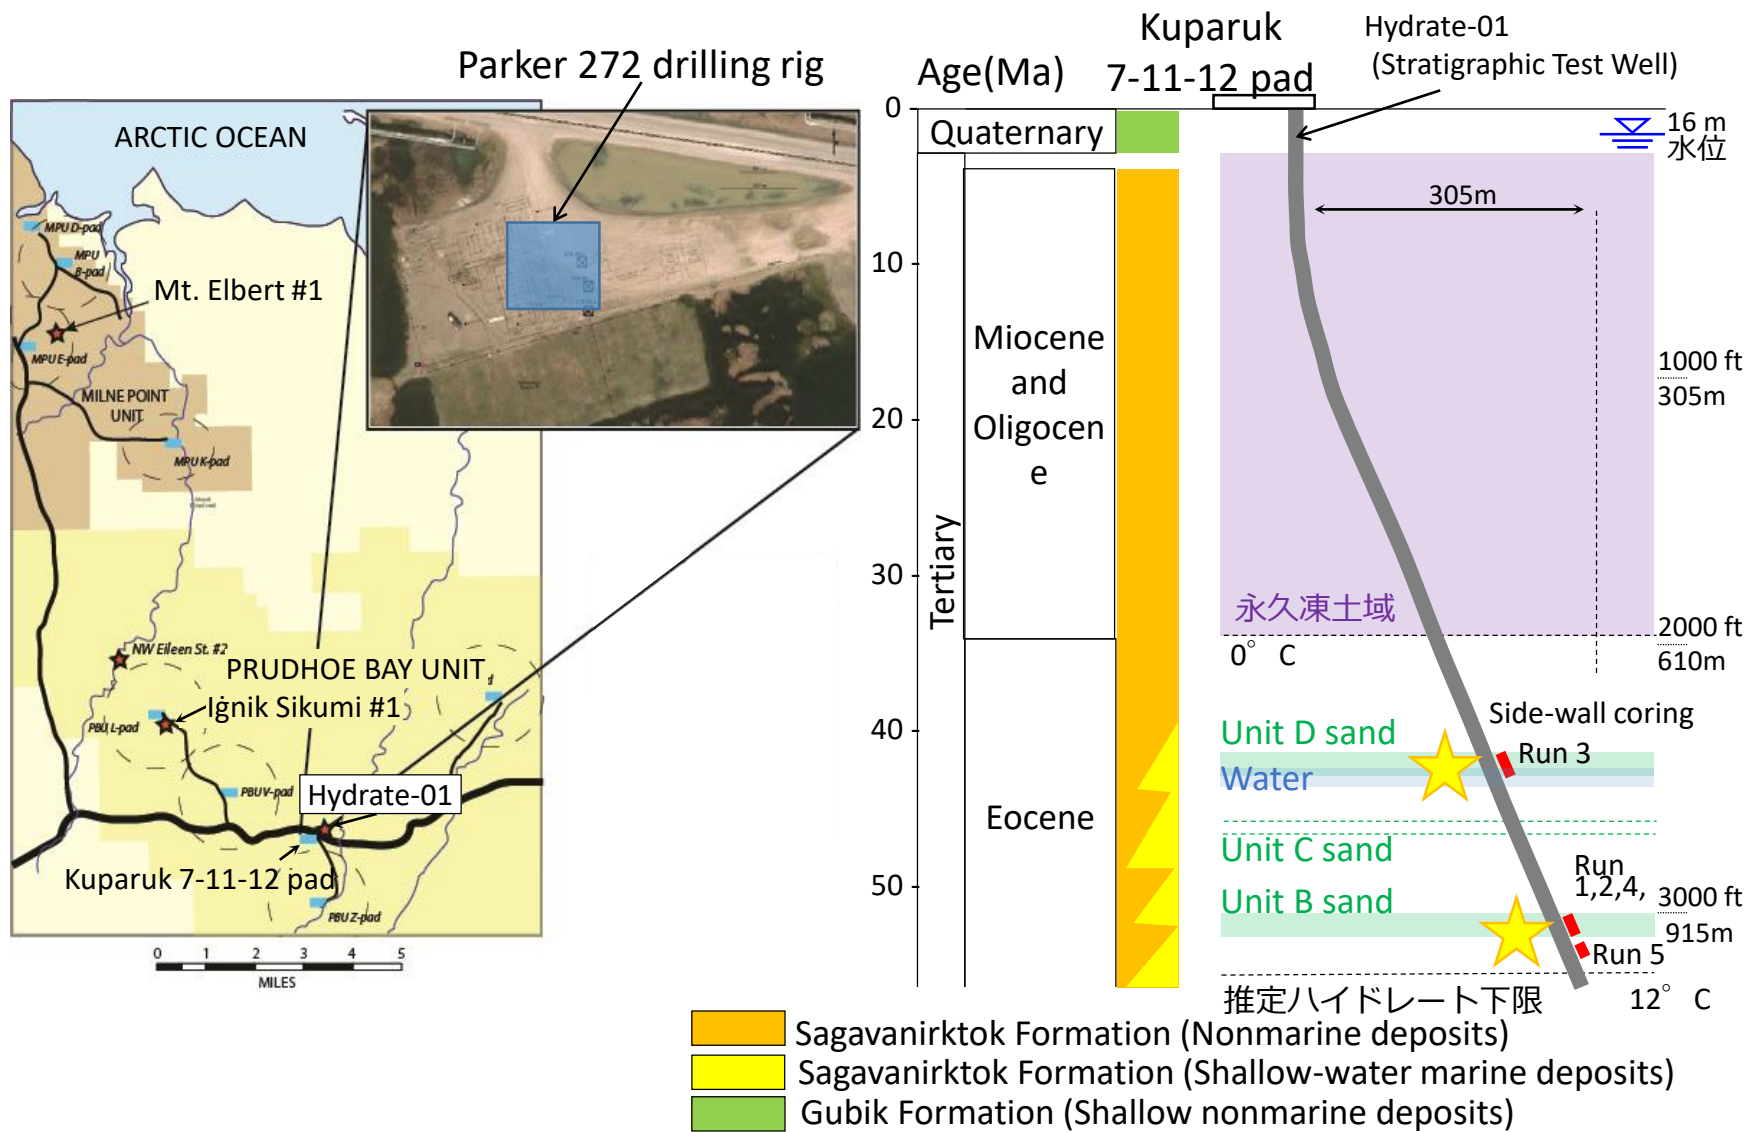 Parker 272 drilling rig
ARCTIC OCEAN
MPU D-pad
MPU
B-pad
Mt. Elbert #1
MPU E-pad
MILNE POINT
UNIT
MPU K-pad
NW Eileen St. #2
PRUDHOE BAY UNIT
Iġnik Sikumi #1
PBU L-pad
PBU V-pad
Hydrate-01
Kuparuk 7-11-12 pad
PBU Z-pad
0 1 2 3 4 5
MILES
Age(Ma)
Kuparuk
7-11-12 pad
Hydrate-01
(Stratigraphic Test Well)
0
Quaternary
16 m
水位
305m
10
Miocene
and
Oligocen
e
1000 ft
305m
20
Tertiary
30
永久凍土域
0° C
2000 ft
610m
Side-wall coring
40
Unit D sand
Run 3
Water
Eocene
Unit C sand
Run
1,2,4,
50
Unit B sand
3000 ft
915m
Run 5
推定ハイドレート下限
12° C
Sagavanirktok Formation (Nonmarine deposits)
Sagavanirktok Formation (Shallow-water marine deposits)
Gubik Formation (Shallow nonmarine deposits)